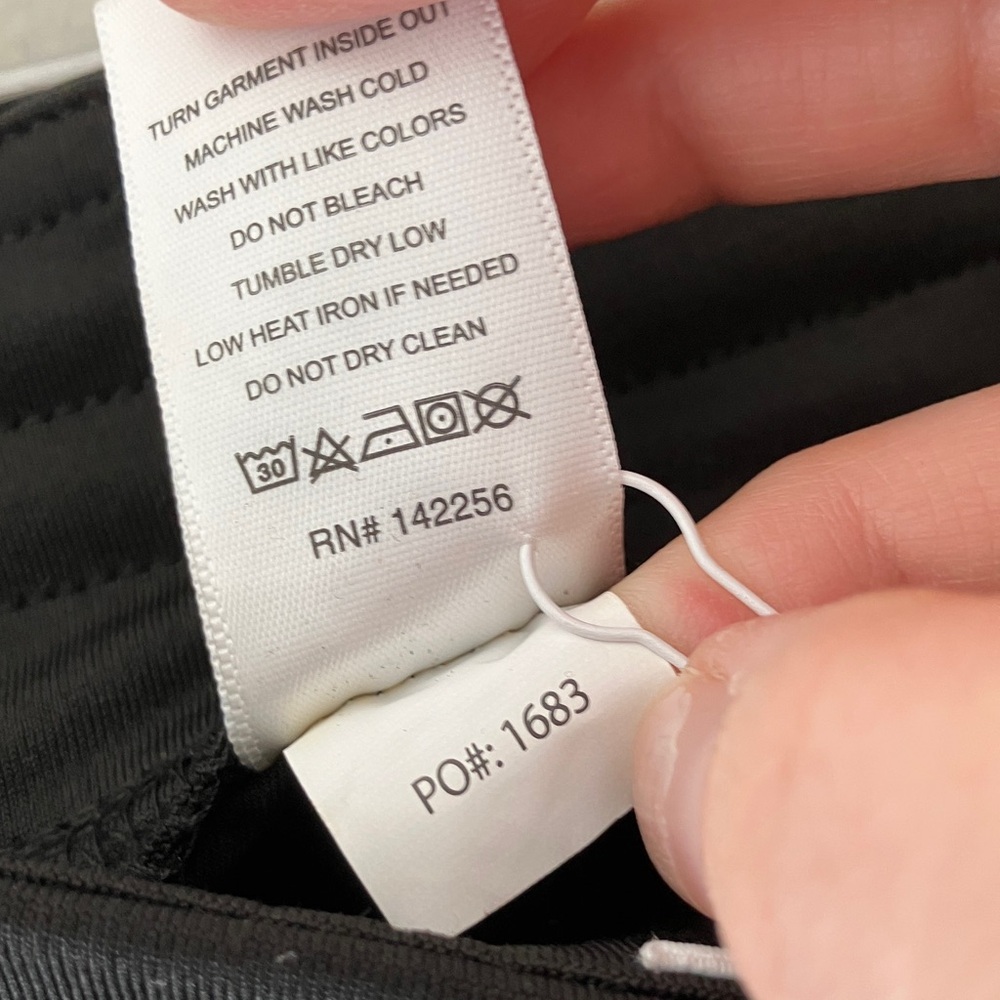 TURN GARMENT INSIDE OUT
MACHINE WASH COLD
WASH WITH LIKE COLORS
DO NOT BLEACH
TUMBLE DRY LOW
LOW HEAT IRON IF NEEDED
DO NOT DRY CLEAN
30
RN# 142256
PO#: 1683